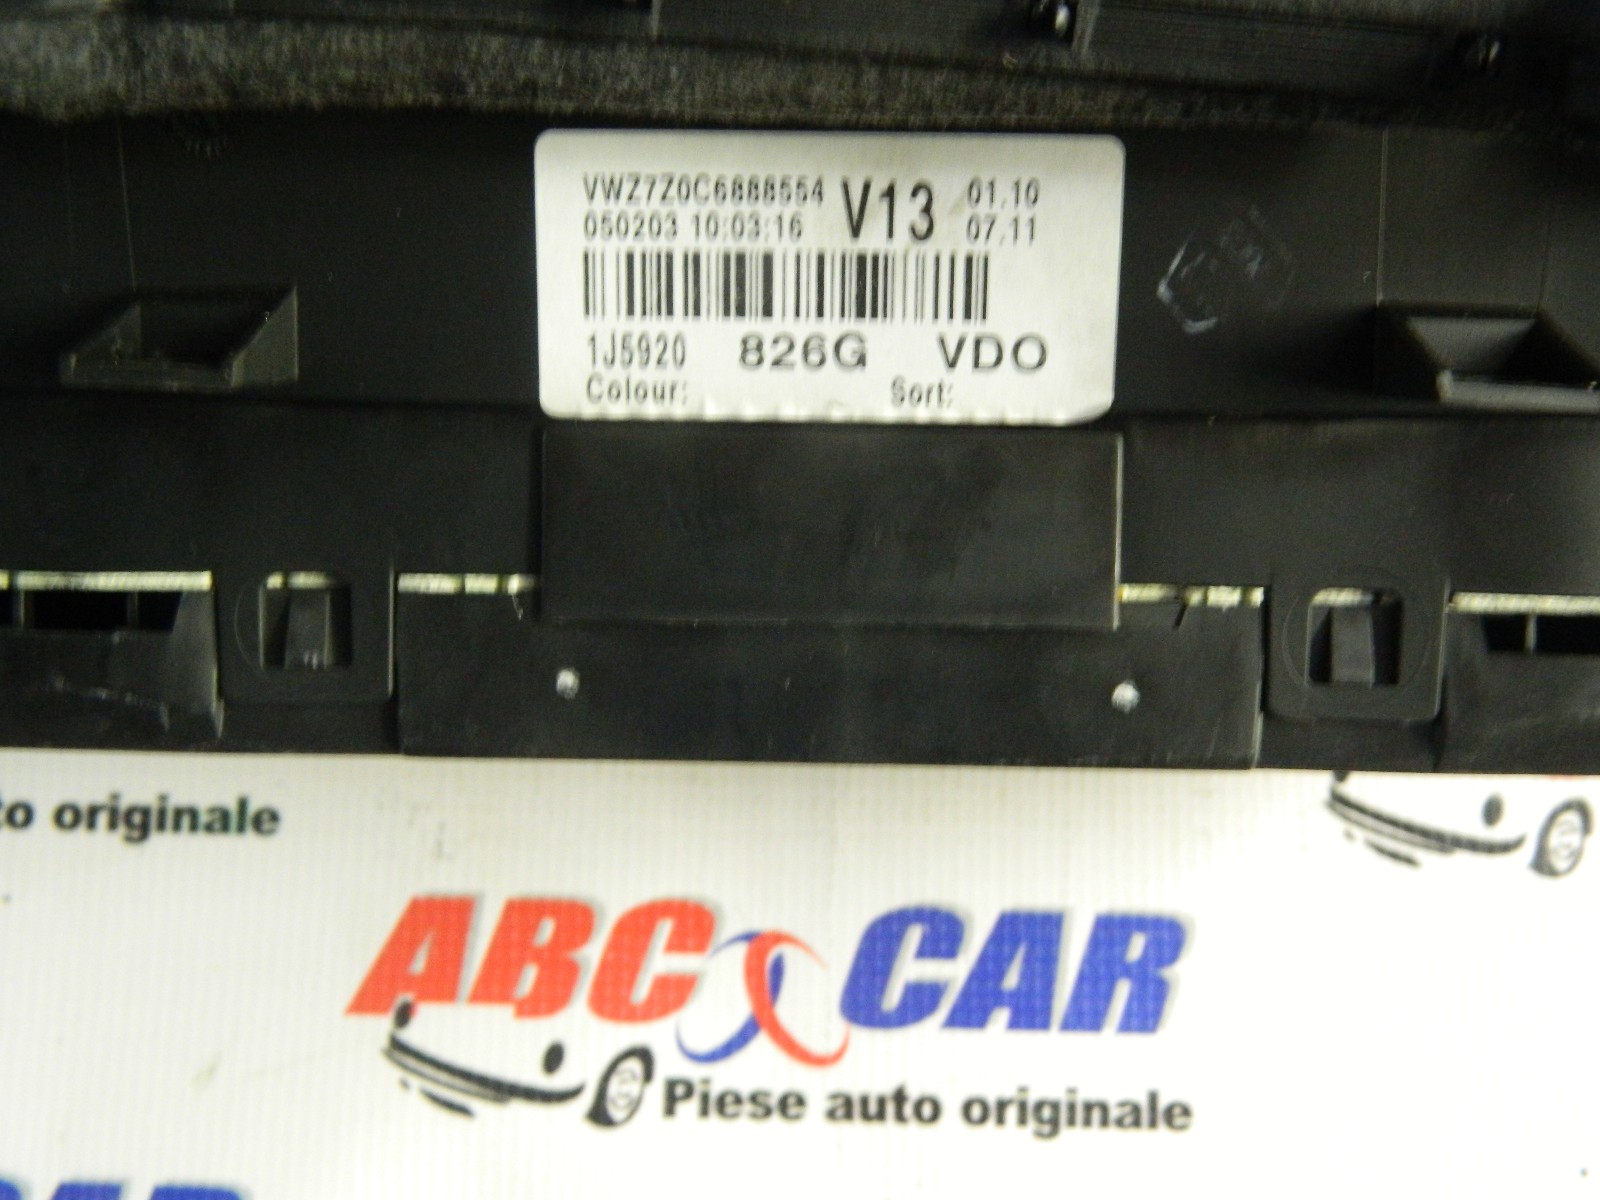 VWZ7Z0C6888554 V13 01.10
050203 10:03:16 07.11
1J5920 826G VDO
Colour: Sort:
originale
ABC CAR
Piese auto originale